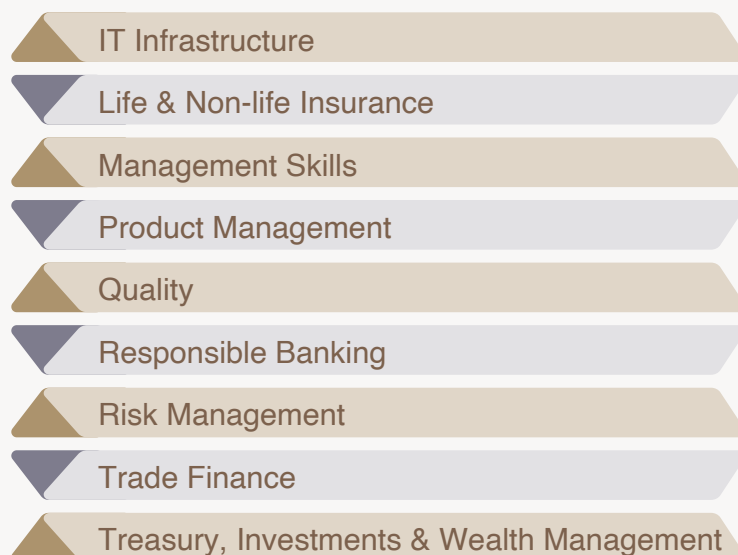 IT Infrastructure
Life & Non-life Insurance
Management Skills
Product Management
Quality
Responsible Banking
Risk Management
Trade Finance
Treasury, Investments & Wealth Management